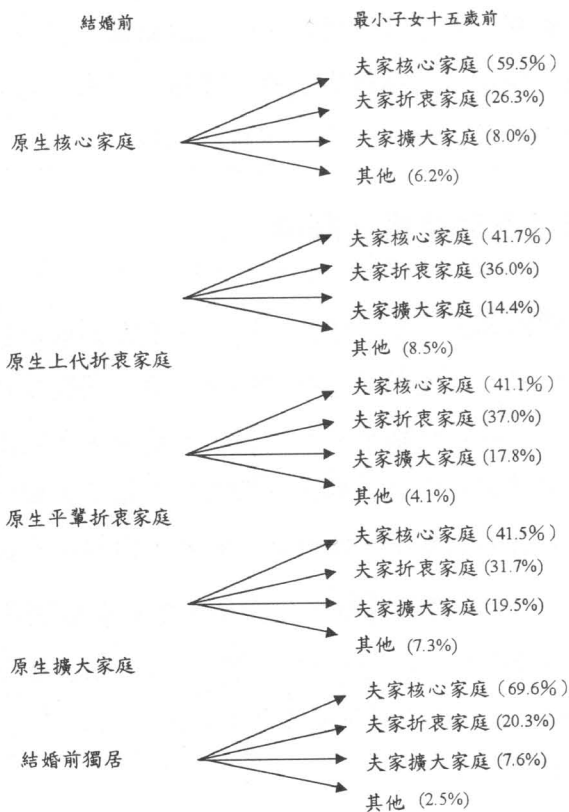 結婚前
最小子女十五歲前
夫家核心家庭（59.5%）
夫家折衷家庭 (26.3%)
原生核心家庭
夫家擴大家庭 (8.0%)
其他 (6.2%)
夫家核心家庭（41.7%）
夫家折衷家庭 (36.0%)
夫家擴大家庭 (14.4%)
其他 (8.5%)
原生上代折衷家庭
夫家核心家庭（41.1%）
夫家折衷家庭 (37.0%)
夫家擴大家庭 (17.8%)
其他 (4.1%)
原生平輩折衷家庭
夫家核心家庭（41.5%）
夫家折衷家庭 (31.7%)
夫家擴大家庭 (19.5%)
其他 (7.3%)
原生擴大家庭
夫家核心家庭（69.6%）
夫家折衷家庭 (20.3%)
結婚前獨居
夫家擴大家庭 (7.6%)
其他 (2.5%)